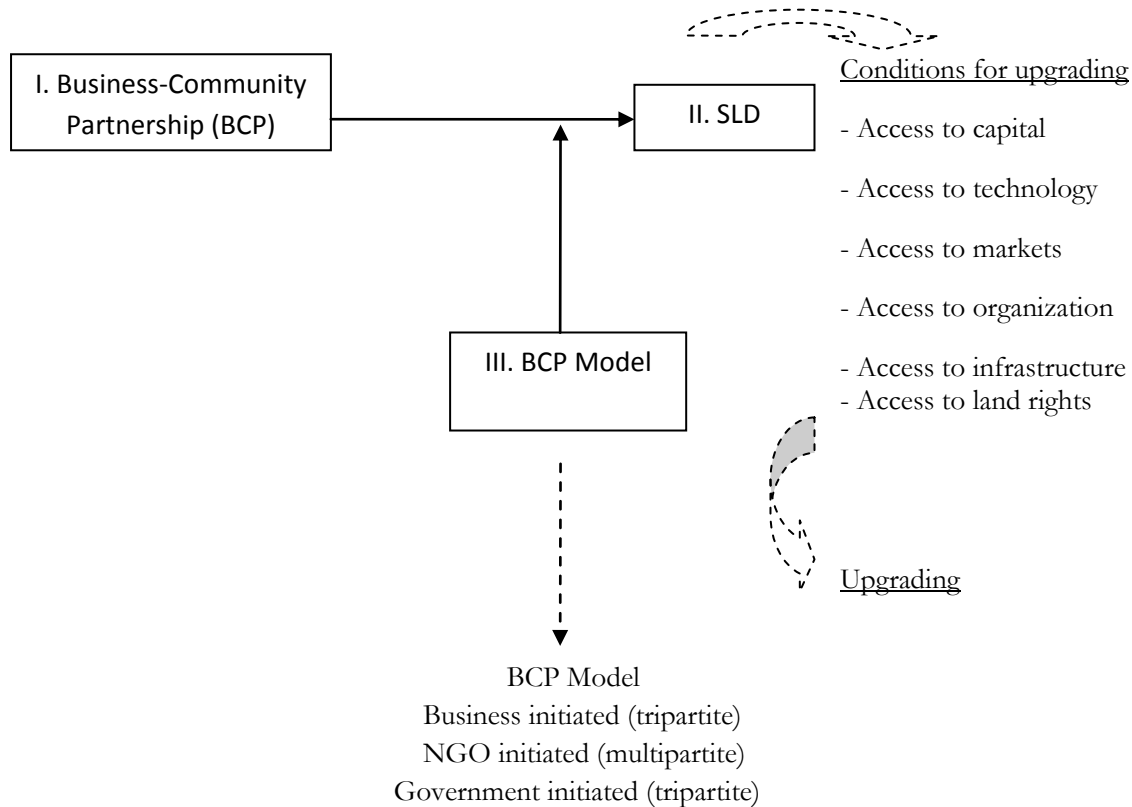 I. Business-Community
Partnership (BCP)
II. SLD
Conditions for upgrading
- Access to capital
- Access to technology
- Access to markets
- Access to organization
- Access to infrastructure
- Access to land rights
III. BCP Model
Upgrading
BCP Model
Business initiated (tripartite)
NGO initiated (multipartite)
Government initiated (tripartite)